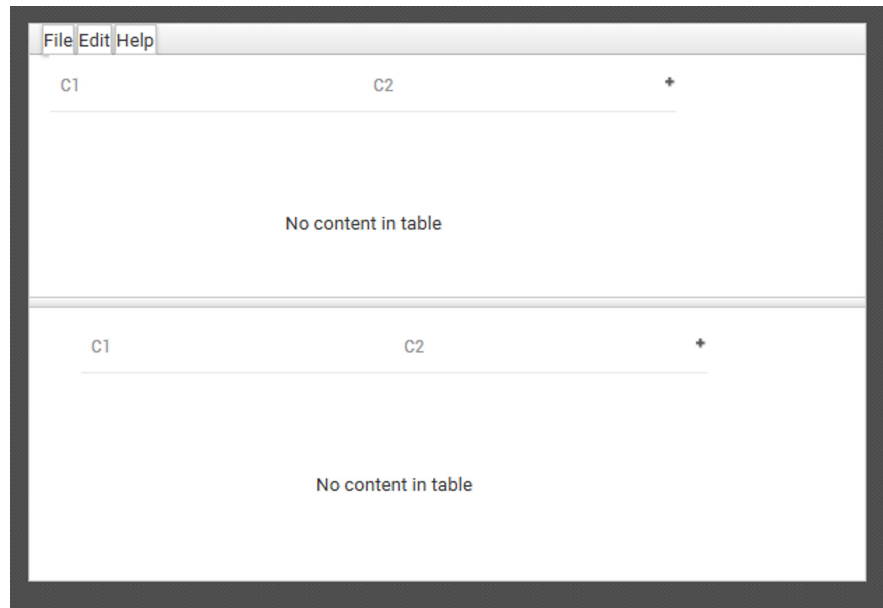 File Edit Help
C1 C2 +
No content in table
C1 C2 +
No content in table